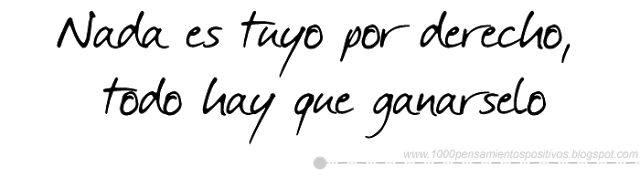 Nada es tuyo por derecho,
todo hay que ganarselo
www.1000pensamientospositivos.blogspot.com